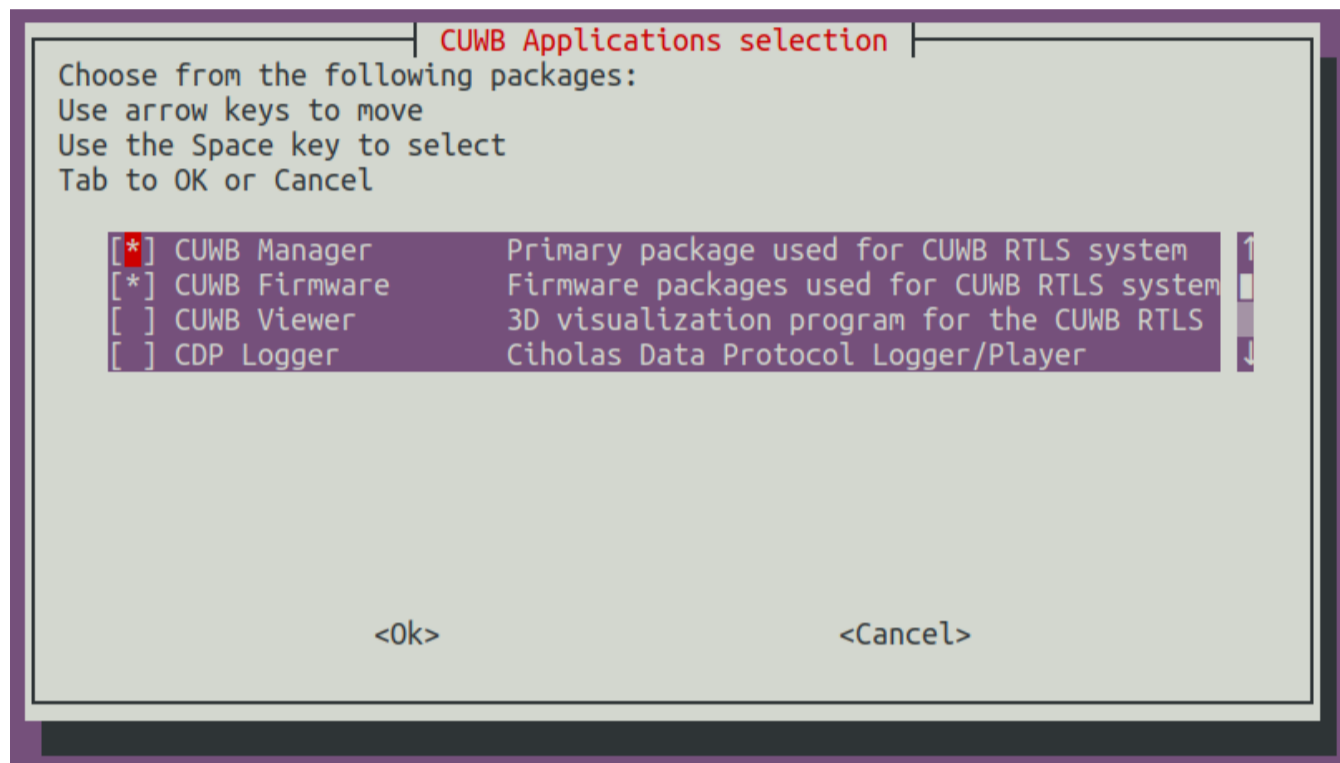 CUWB Applications selection
Choose from the following packages:
Use arrow keys to move
Use the Space key to select
Tab to OK or Cancel
[*] CUWB Manager Primary package used for CUWB RTLS system ↑
[*] CUWB Firmware Firmware packages used for CUWB RTLS system
[ ] CUWB Viewer 3D visualization program for the CUWB RTLS
[ ] CDP Logger Ciholas Data Protocol Logger/Player ↓
<Ok> <Cancel>